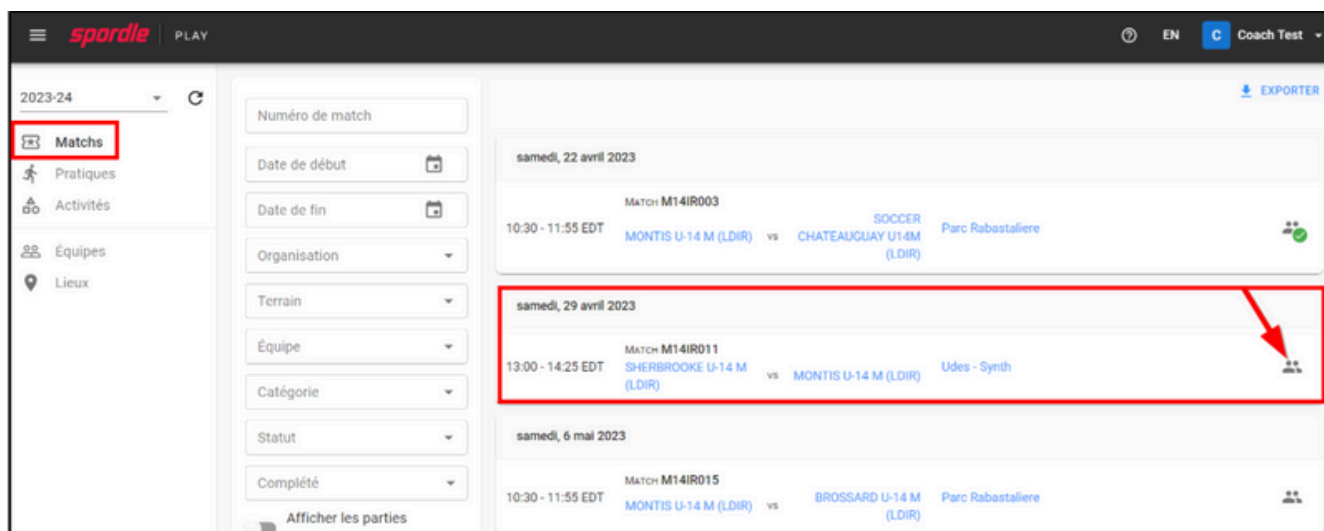 spordle PLAY
EN C Coach Test
2023-24
Matchs
Pratiques
Activités
Équipes
Lieux
Numéro de match
Date de début
Date de fin
Organisation
Terrain
Équipe
Catégorie
Statut
Complété
Afficher les parties
EXPORTER
samedi, 22 avril 2023
MATCH M14IR003
10:30 - 11:55 EDT MONTIS U-14 M (LDIR) vs SOCCER CHATEAUGUAY U14M (LDIR) Parc Rabastaliere
samedi, 29 avril 2023
MATCH M14IR011
13:00 - 14:25 EDT SHERBROOKE U-14 M (LDIR) vs MONTIS U-14 M (LDIR) Udes - Synth
samedi, 6 mai 2023
MATCH M14IR015
10:30 - 11:55 EDT MONTIS U-14 M (LDIR) vs BROSSARD U-14 M (LDIR) Parc Rabastaliere